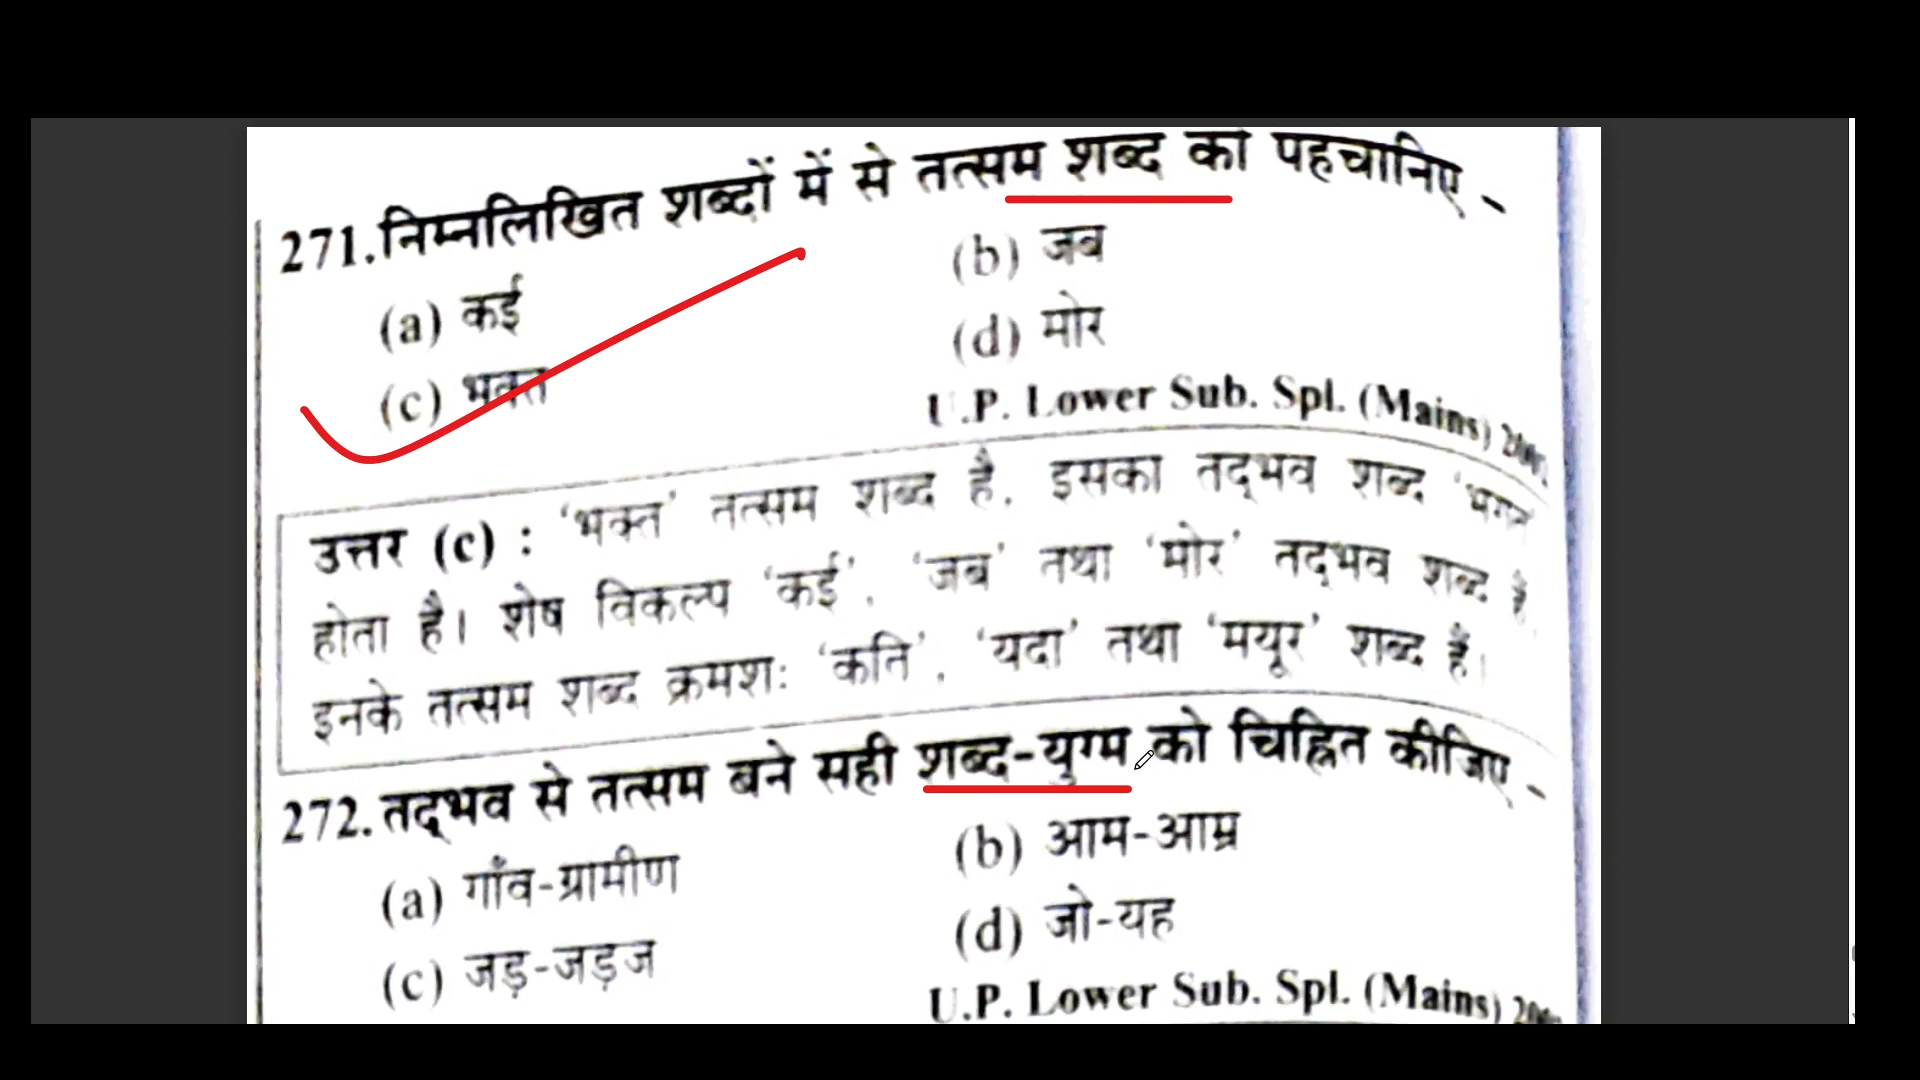 271. निम्नलिखित शब्दों में से तत्सम शब्द को पहचानिए -
(a) कई (b) जब
(c) भक्त (d) मोर
U.P. Lower Sub. Spl. (Mains)
उत्तर (c) : 'भक्त' तत्सम शब्द है, इसका तद्भव शब्द
होता है। शेष विकल्प 'कई', 'जब' तथा 'मोर' तद्भव शब्द हैं,
इनके तत्सम शब्द क्रमशः 'कति', 'यदा' तथा 'मयूर' शब्द हैं।
272. तद्भव से तत्सम बने सही शब्द-युग्म को चिह्नित कीजिए -
(a) गाँव-ग्रामीण (b) आम-आम्र
(c) जड़-जड़ज (d) जो-यह
U.P. Lower Sub. Spl. (Mains)